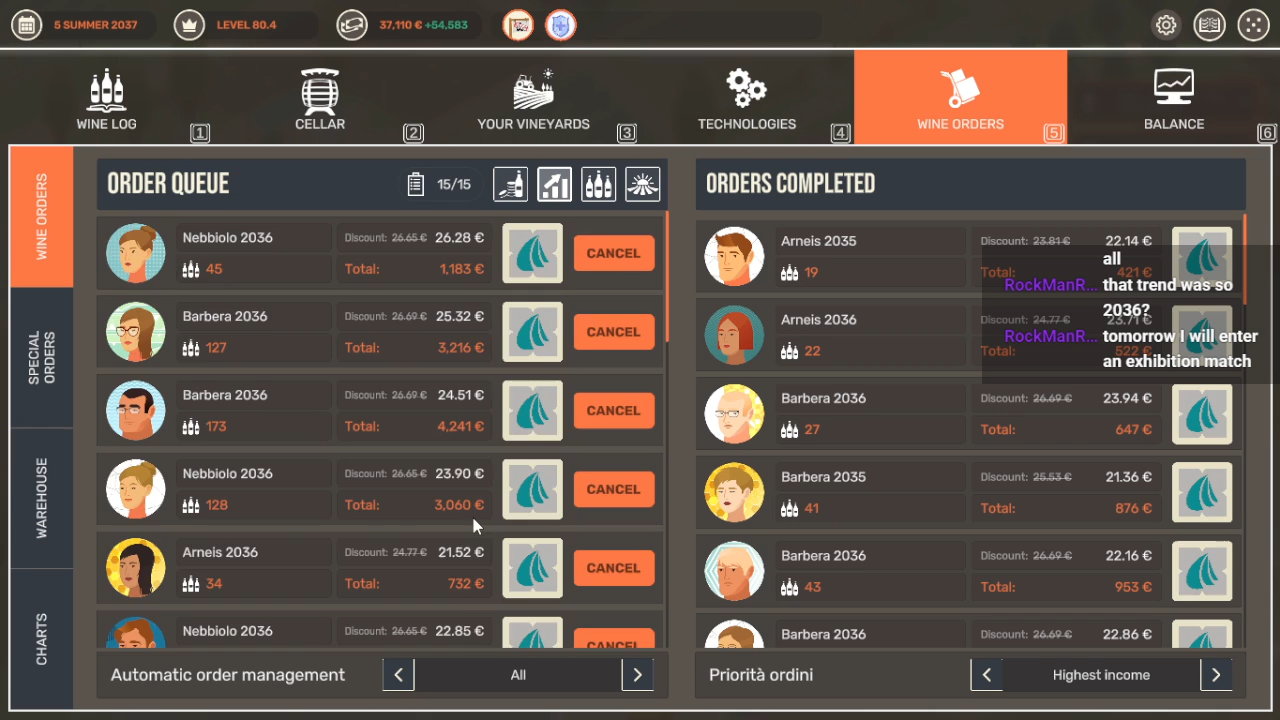 5 SUMMER 2037
LEVEL 80.4
37,110 € +54,583
WINE LOG
1
CELLAR
2
YOUR VINEYARDS
3
TECHNOLOGIES
4
WINE ORDERS
5
BALANCE
6
WINE ORDERS
SPECIAL ORDERS
WAREHOUSE
CHARTS
ORDER QUEUE
15/15
Nebbiolo 2036
Discount: 26.65 € 26.28 €
45
Total: 1,183 €
CANCEL
Barbera 2036
Discount: 26.69 € 25.32 €
127
Total: 3,216 €
CANCEL
Barbera 2036
Discount: 26.69 € 24.51 €
173
Total: 4,241 €
CANCEL
Nebbiolo 2036
Discount: 26.65 € 23.90 €
128
Total: 3,060 €
CANCEL
Arneis 2036
Discount: 24.77 € 21.52 €
34
Total: 732 €
CANCEL
Nebbiolo 2036
Discount: 26.65 € 22.85 €
CANCEL
Automatic order management
All
ORDERS COMPLETED
Arneis 2035
Discount: 23.81 € 22.14 €
19
Total: 421 €
Arneis 2036
Discount: 24.77 € 23.71 €
22
Total: 522 €
all
RockManR... that trend was so
2036?
RockManR... tomorrow I will enter
an exhibition match
Barbera 2036
Discount: 26.69 € 23.94 €
27
Total: 647 €
Barbera 2035
Discount: 25.53 € 21.36 €
41
Total: 876 €
Barbera 2036
Discount: 26.69 € 22.16 €
43
Total: 953 €
Barbera 2036
Discount: 26.69 € 22.86 €
Priorità ordini
Highest income